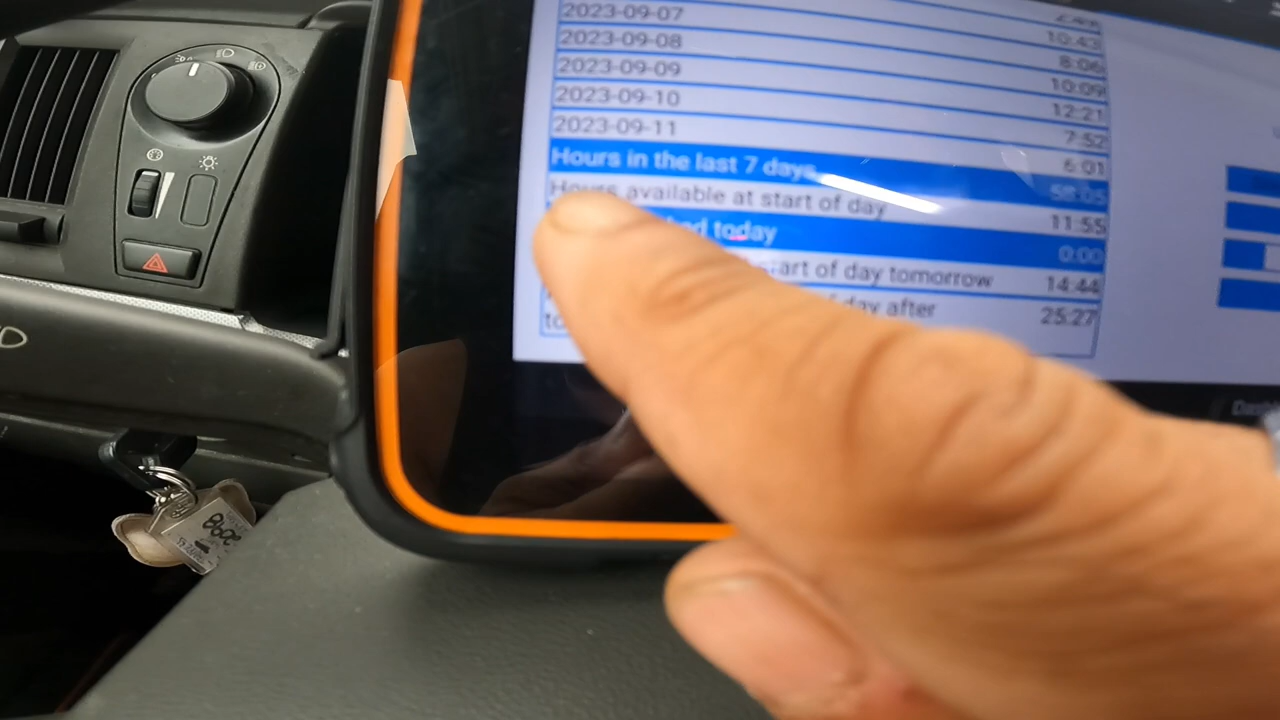 2023-09-07
2023-09-08 10:43
2023-09-09 8:06
2023-09-10 10:09
2023-09-11 12:21
7:52
Hours in the last 7 days 6:01
58:05
Hours available at start of day 11:55
today 0:00
art of day tomorrow 14:44
day after 25:27
to